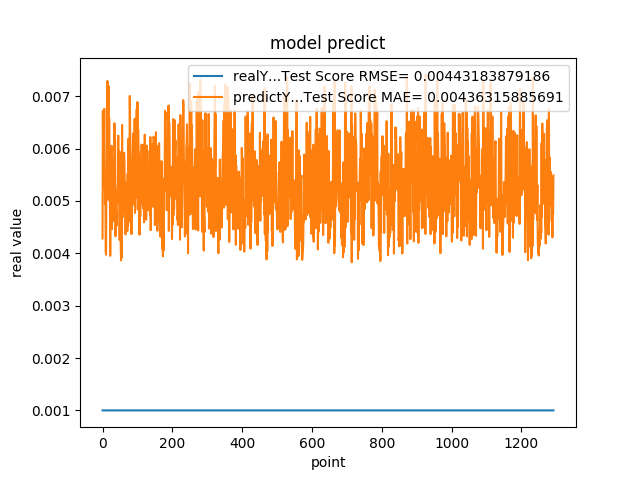 model predict
realY...Test Score RMSE= 0.00443183879186
predictY...Test Score MAE= 0.00436315885691
0.007
0.006
0.005
0.004
0.003
0.002
0.001
real value
0 200 400 600 800 1000 1200
point